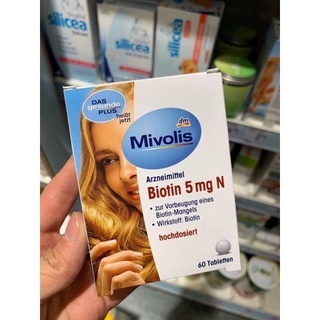 silicea
DAS
gesunde
PLUS
heißt
jetzt
dm
Mivolis
Arzneimittel
Biotin 5 mg N
• zur Vorbeugung eines
Biotin-Mangels
• Wirkstoff: Biotin
hochdosiert
60 Tabletten
silicea